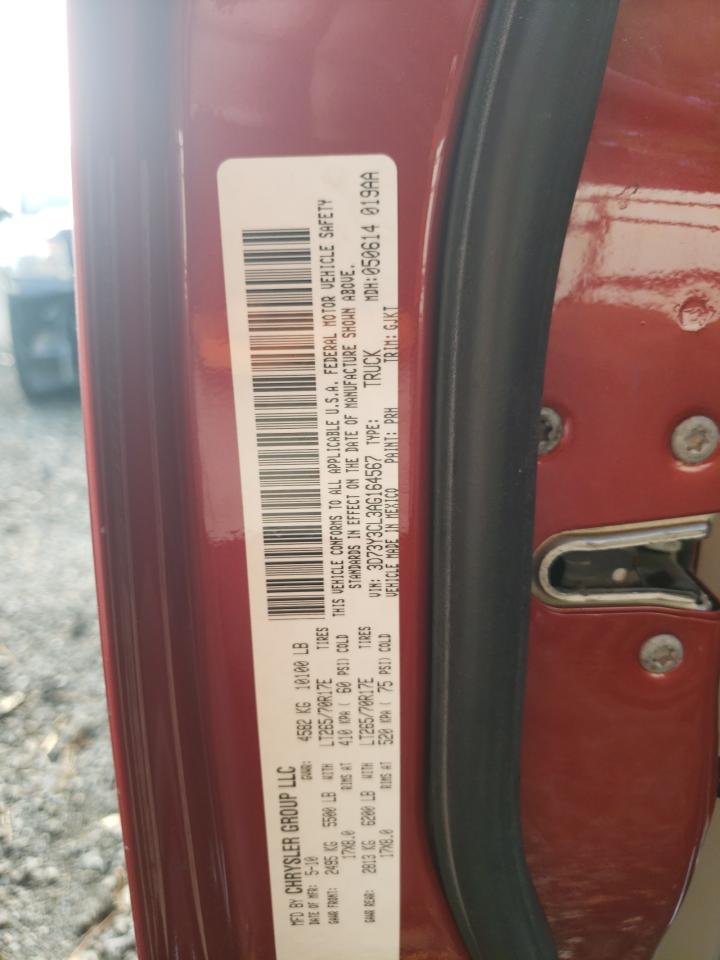 MFD BY CHRYSLER GROUP LLC
DATE OF MFR: 5-10 GVWR: 4582 KG 10100 LB
GAWR FRONT: 2495 KG 5500 LB WITH LT265/70R17E TIRES
17X8.0 RIMS AT 410 KPA ( 60 PSI) COLD
GAWR REAR: 2813 KG 6200 LB WITH LT265/70R17E TIRES
17X8.0 RIMS AT 520 KPA ( 75 PSI) COLD
THIS VEHICLE CONFORMS TO ALL APPLICABLE U.S.A. FEDERAL MOTOR VEHICLE SAFETY
STANDARDS IN EFFECT ON THE DATE OF MANUFACTURE SHOWN ABOVE.
VIN: 3D73Y3CL3AG164567 TYPE: TRUCK MDH:050614 019AA
VEHICLE MADE IN MEXICO PAINT: PRH TRIM: GJKT